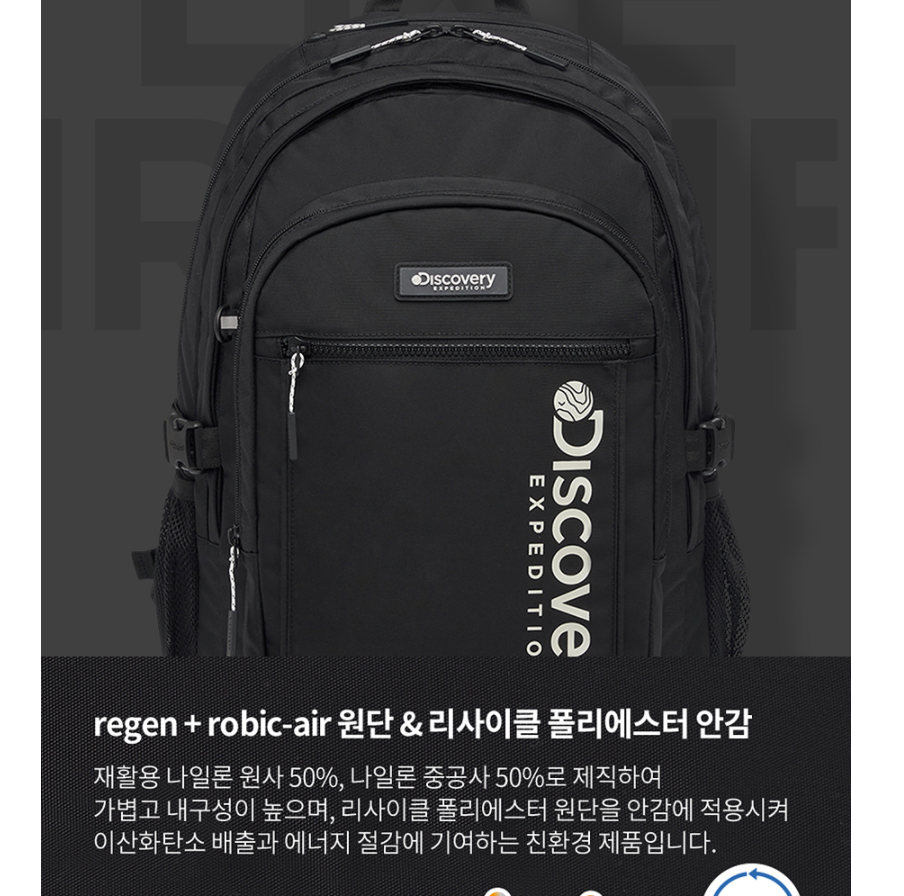 Discovery
EXPEDITION
Discove
EXPEDITIO
regen + robic-air 원단 & 리사이클 폴리에스터 안감
재활용 나일론 원사 50%, 나일론 중공사 50%로 제직하여
가볍고 내구성이 높으며, 리사이클 폴리에스터 원단을 안감에 적용시켜
이산화탄소 배출과 에너지 절감에 기여하는 친환경 제품입니다.